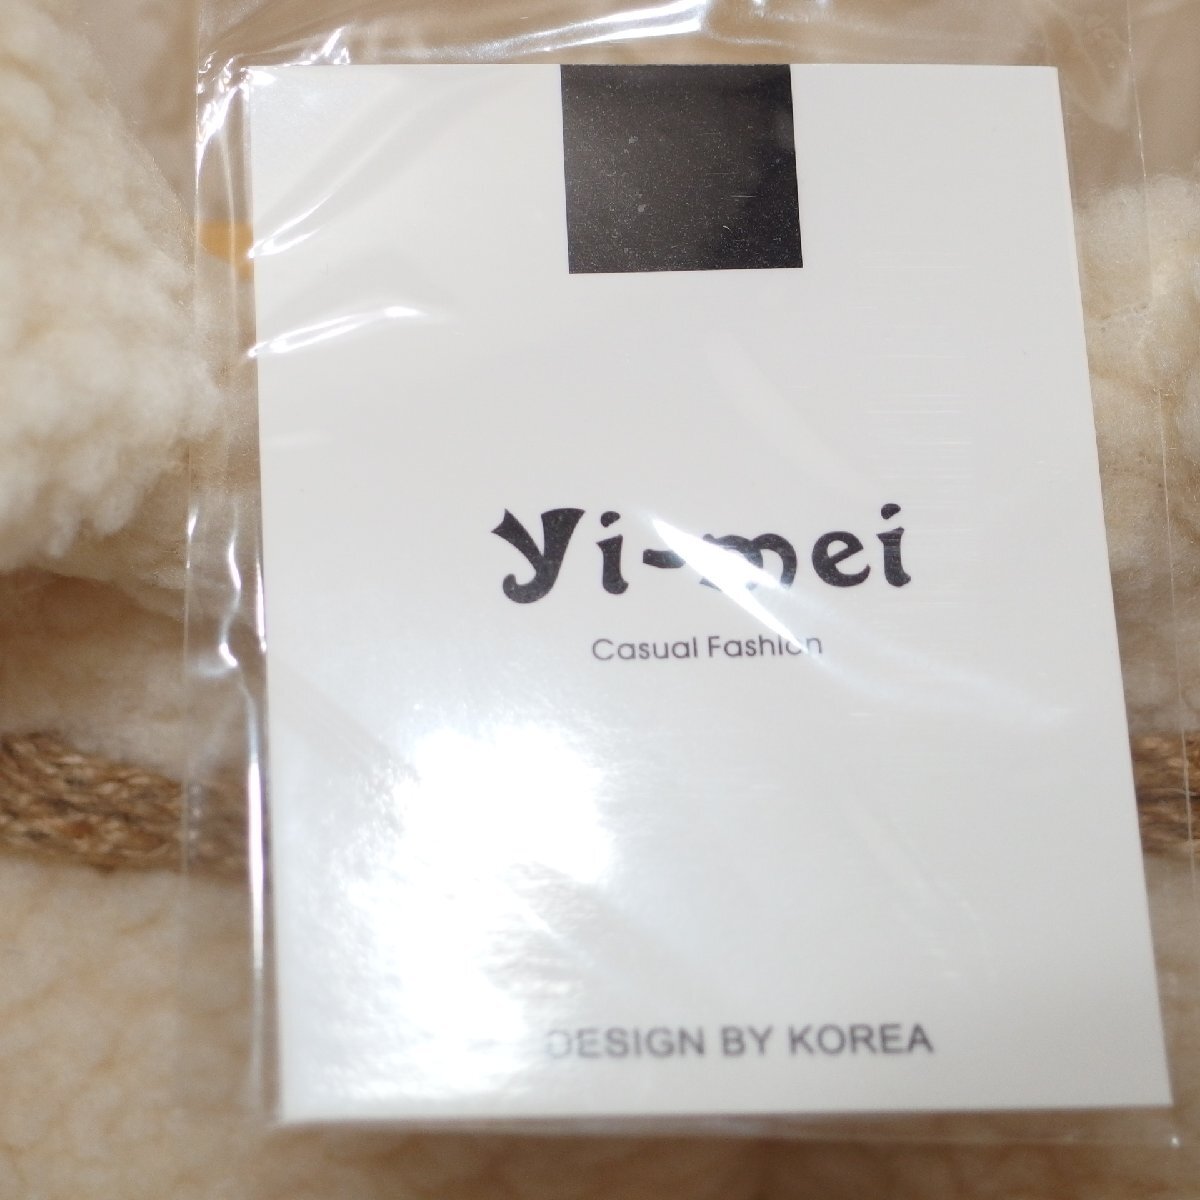 yi-mei
Casual Fashion
DESIGN BY KOREA